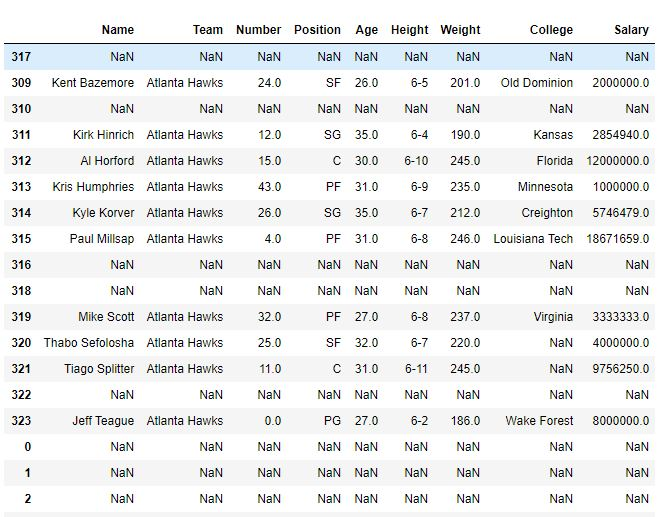 Name Team Number Position Age Height Weight College Salary
317 NaN NaN NaN NaN NaN NaN NaN NaN NaN
309 Kent Bazemore Atlanta Hawks 24.0 SF 26.0 6-5 201.0 Old Dominion 2000000.0
310 NaN NaN NaN NaN NaN NaN NaN NaN NaN
311 Kirk Hinrich Atlanta Hawks 12.0 SG 35.0 6-4 190.0 Kansas 2854940.0
312 Al Horford Atlanta Hawks 15.0 C 30.0 6-10 245.0 Florida 12000000.0
313 Kris Humphries Atlanta Hawks 43.0 PF 31.0 6-9 235.0 Minnesota 1000000.0
314 Kyle Korver Atlanta Hawks 26.0 SG 35.0 6-7 212.0 Creighton 5746479.0
315 Paul Millsap Atlanta Hawks 4.0 PF 31.0 6-8 246.0 Louisiana Tech 18671659.0
316 NaN NaN NaN NaN NaN NaN NaN NaN NaN
318 NaN NaN NaN NaN NaN NaN NaN NaN NaN
319 Mike Scott Atlanta Hawks 32.0 PF 27.0 6-8 237.0 Virginia 3333333.0
320 Thabo Sefolosha Atlanta Hawks 25.0 SF 32.0 6-7 220.0 NaN 4000000.0
321 Tiago Splitter Atlanta Hawks 11.0 C 31.0 6-11 245.0 NaN 9756250.0
322 NaN NaN NaN NaN NaN NaN NaN NaN NaN
323 Jeff Teague Atlanta Hawks 0.0 PG 27.0 6-2 186.0 Wake Forest 8000000.0
0 NaN NaN NaN NaN NaN NaN NaN NaN NaN
1 NaN NaN NaN NaN NaN NaN NaN NaN NaN
2 NaN NaN NaN NaN NaN NaN NaN NaN NaN